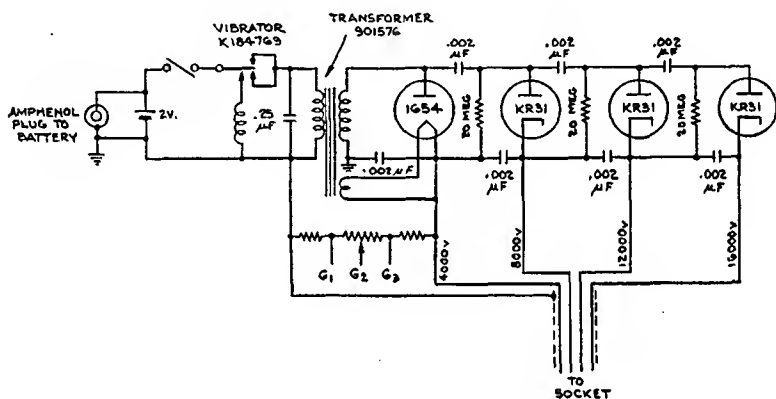 TRANSFORMER
901576
VIBRATOR
K184769
.002
µF
.002
µF
.002
µF
AMPHENOL
PLUG TO
BATTERY
2V.
.25
µF
1654
20 MEG
KR31
20 MEG
KR31
20 MEG
KR31
.002 µF
.002
µF
.002
µF
.002
µF
G1
G2
G3
4000V
8000V
12000V
16000V
TO
SOCKET